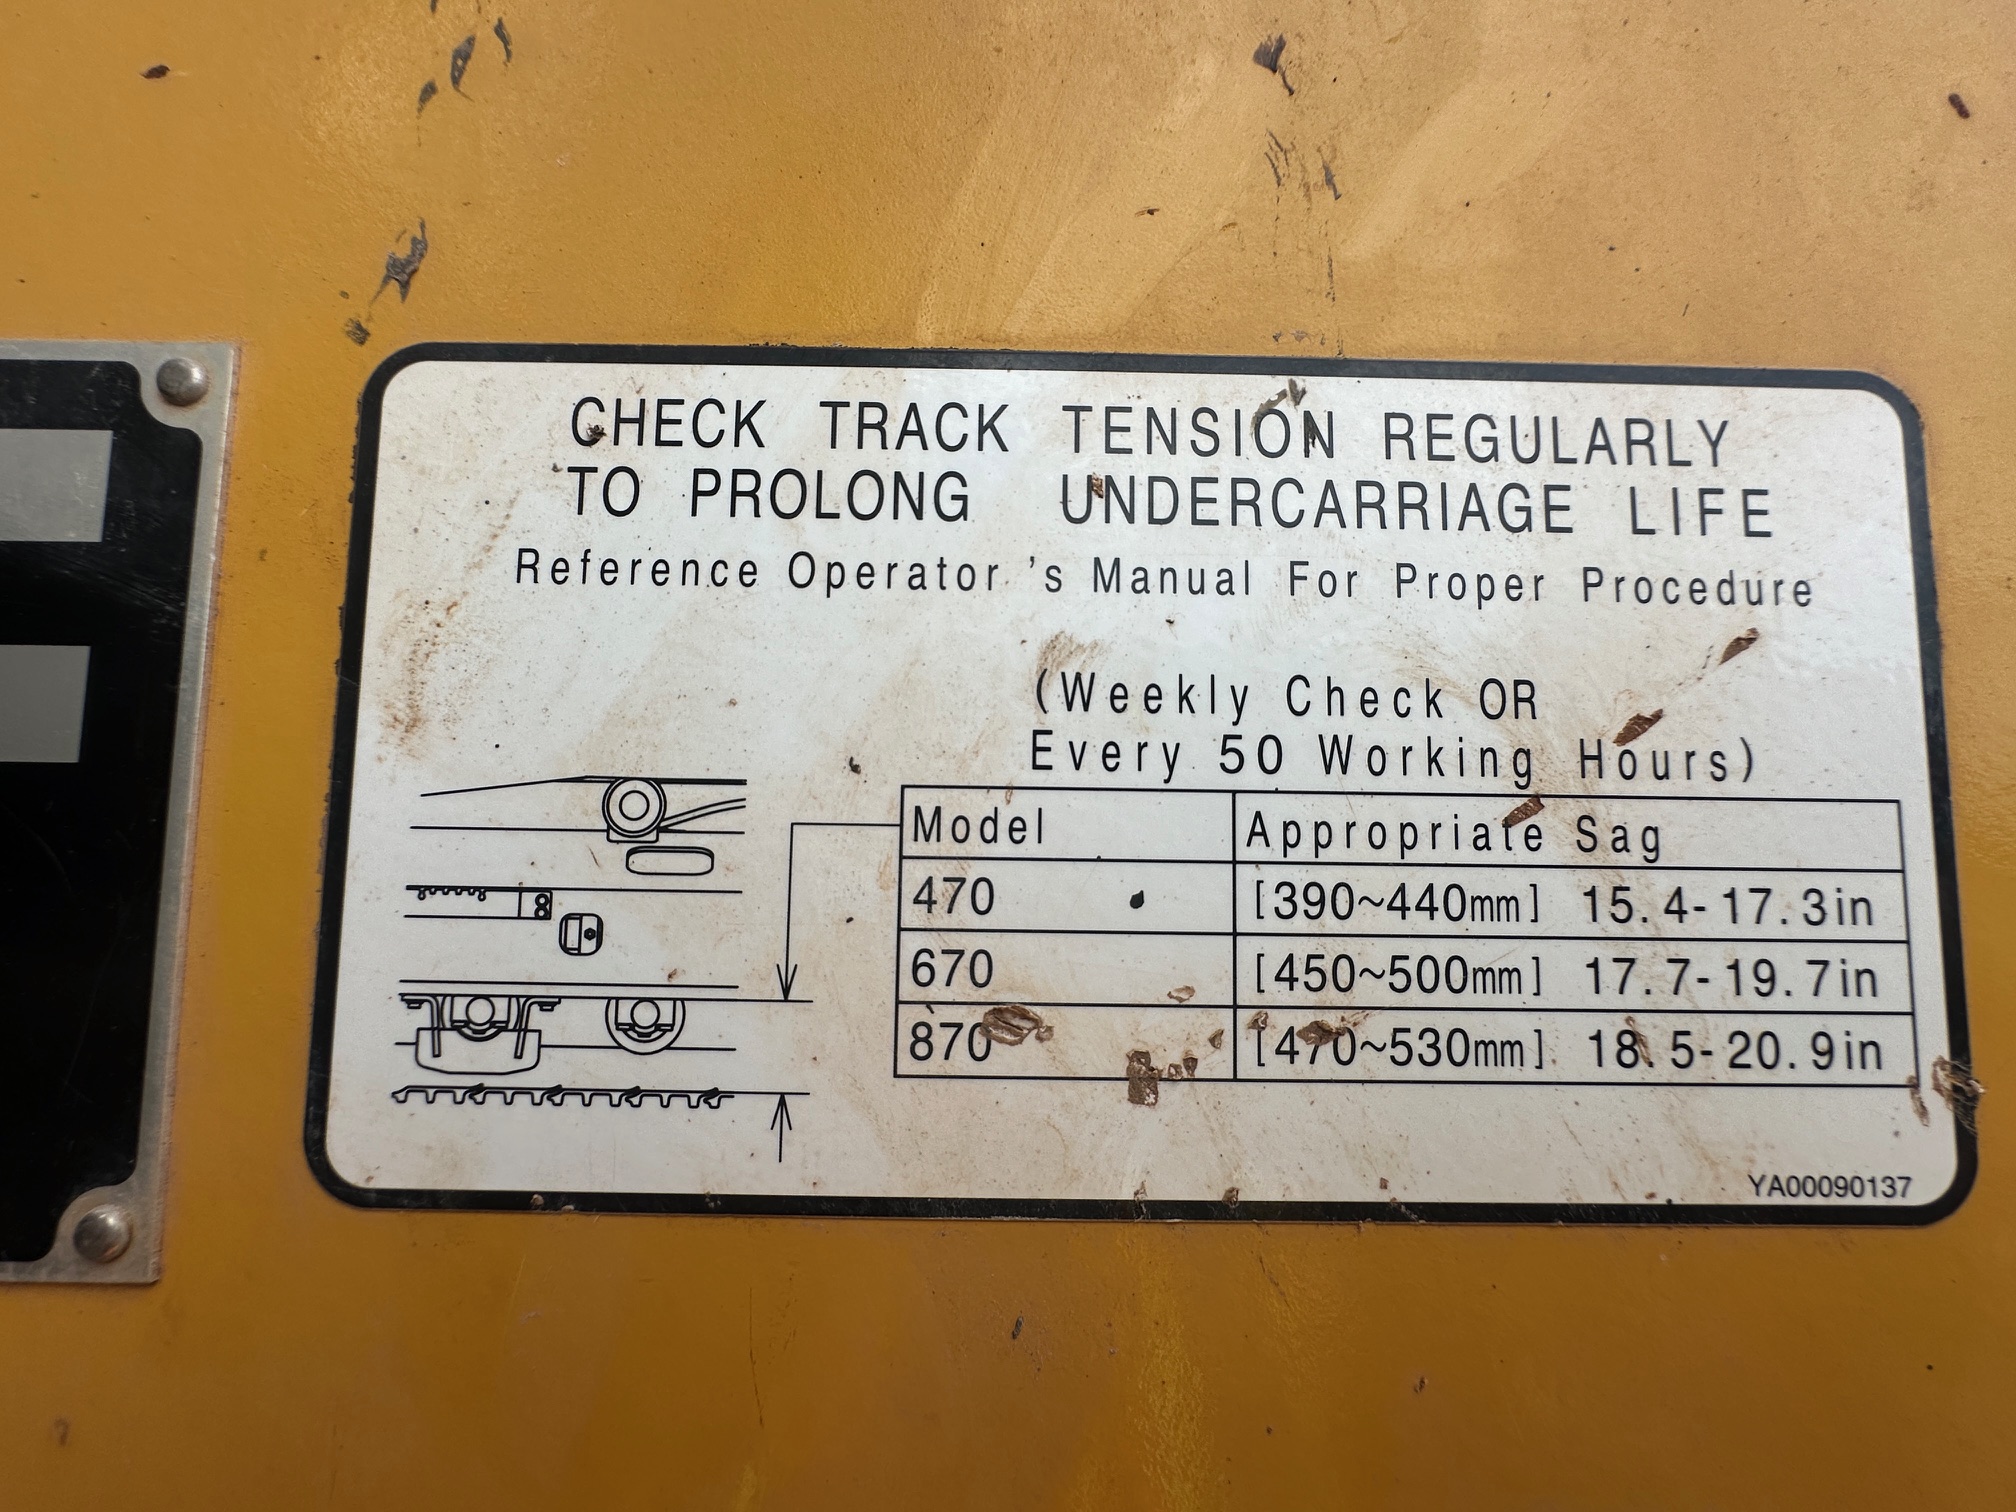 CHECK TRACK TENSION REGULARLY
TO PROLONG UNDERCARRIAGE LIFE
Reference Operator 's Manual For Proper Procedure
(Weekly Check OR
Every 50 Working Hours)
Model Appropriate Sag
470 [390~440mm] 15.4-17.3in
670 [450~500mm] 17.7-19.7in
870 [470~530mm] 18.5-20.9in
YA00090137